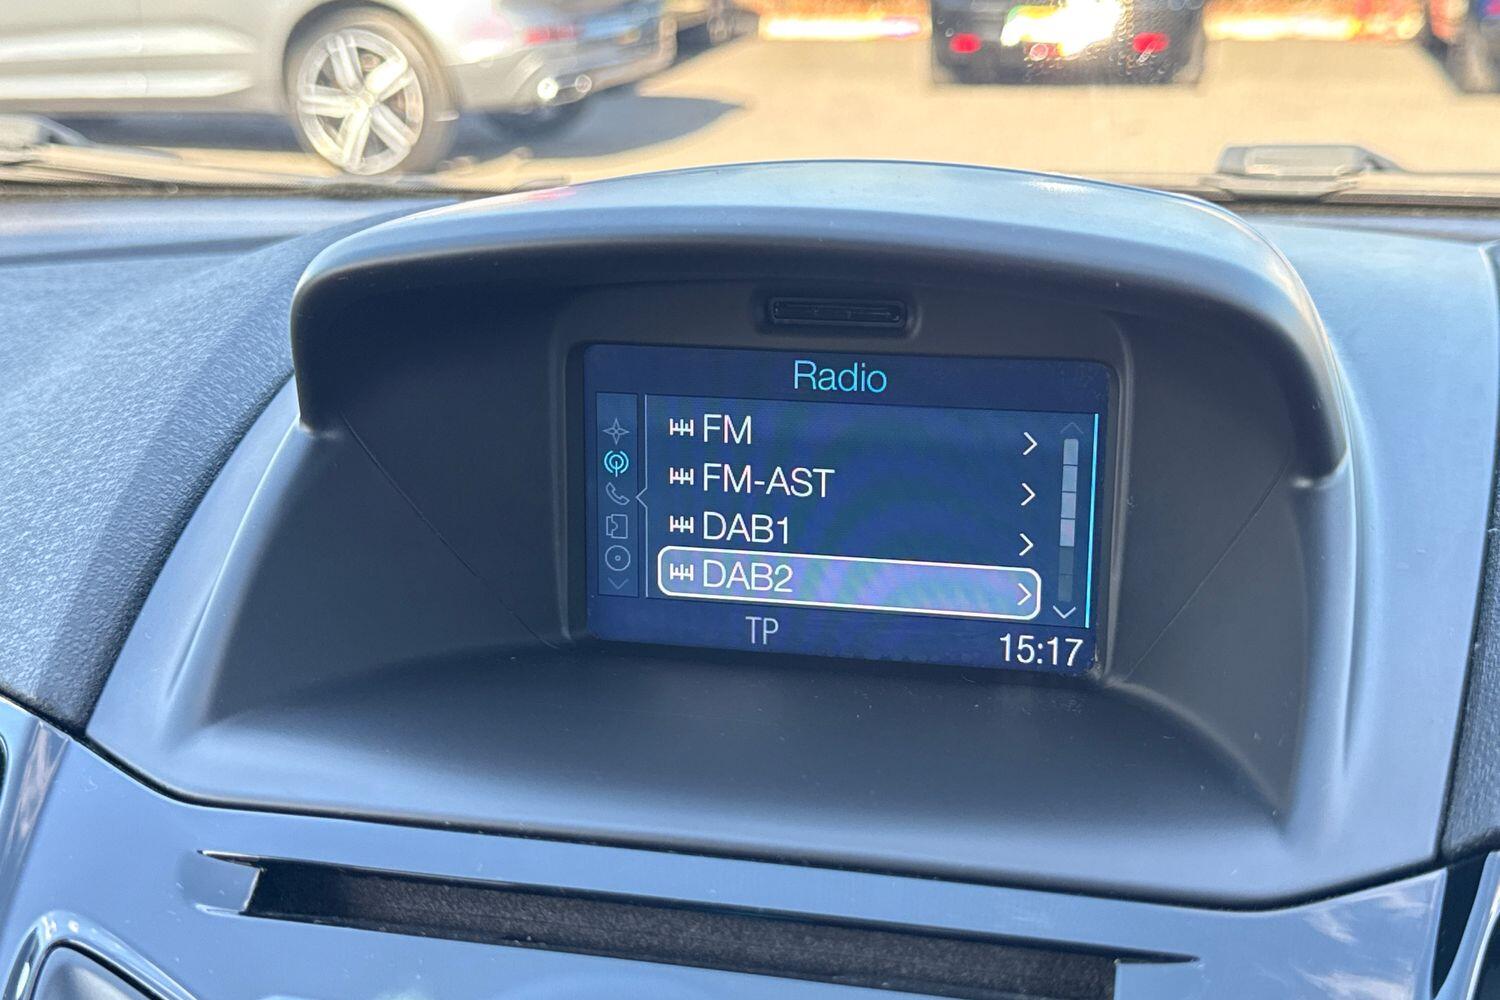 Radio
FM
FM-AST
DAB1
DAB2
TP
15:17